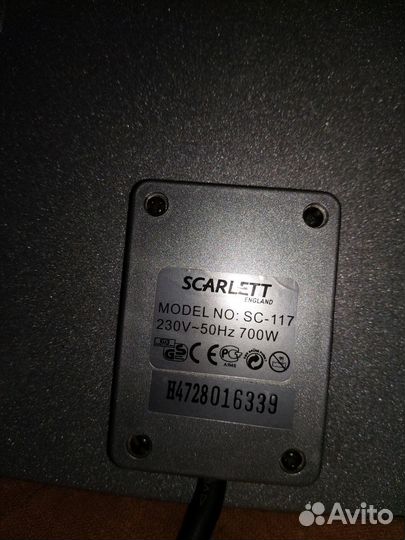 SCARLETT
ENGLAND
MODEL NO: SC-117
230V~50Hz 700W
H4728016339
Avito